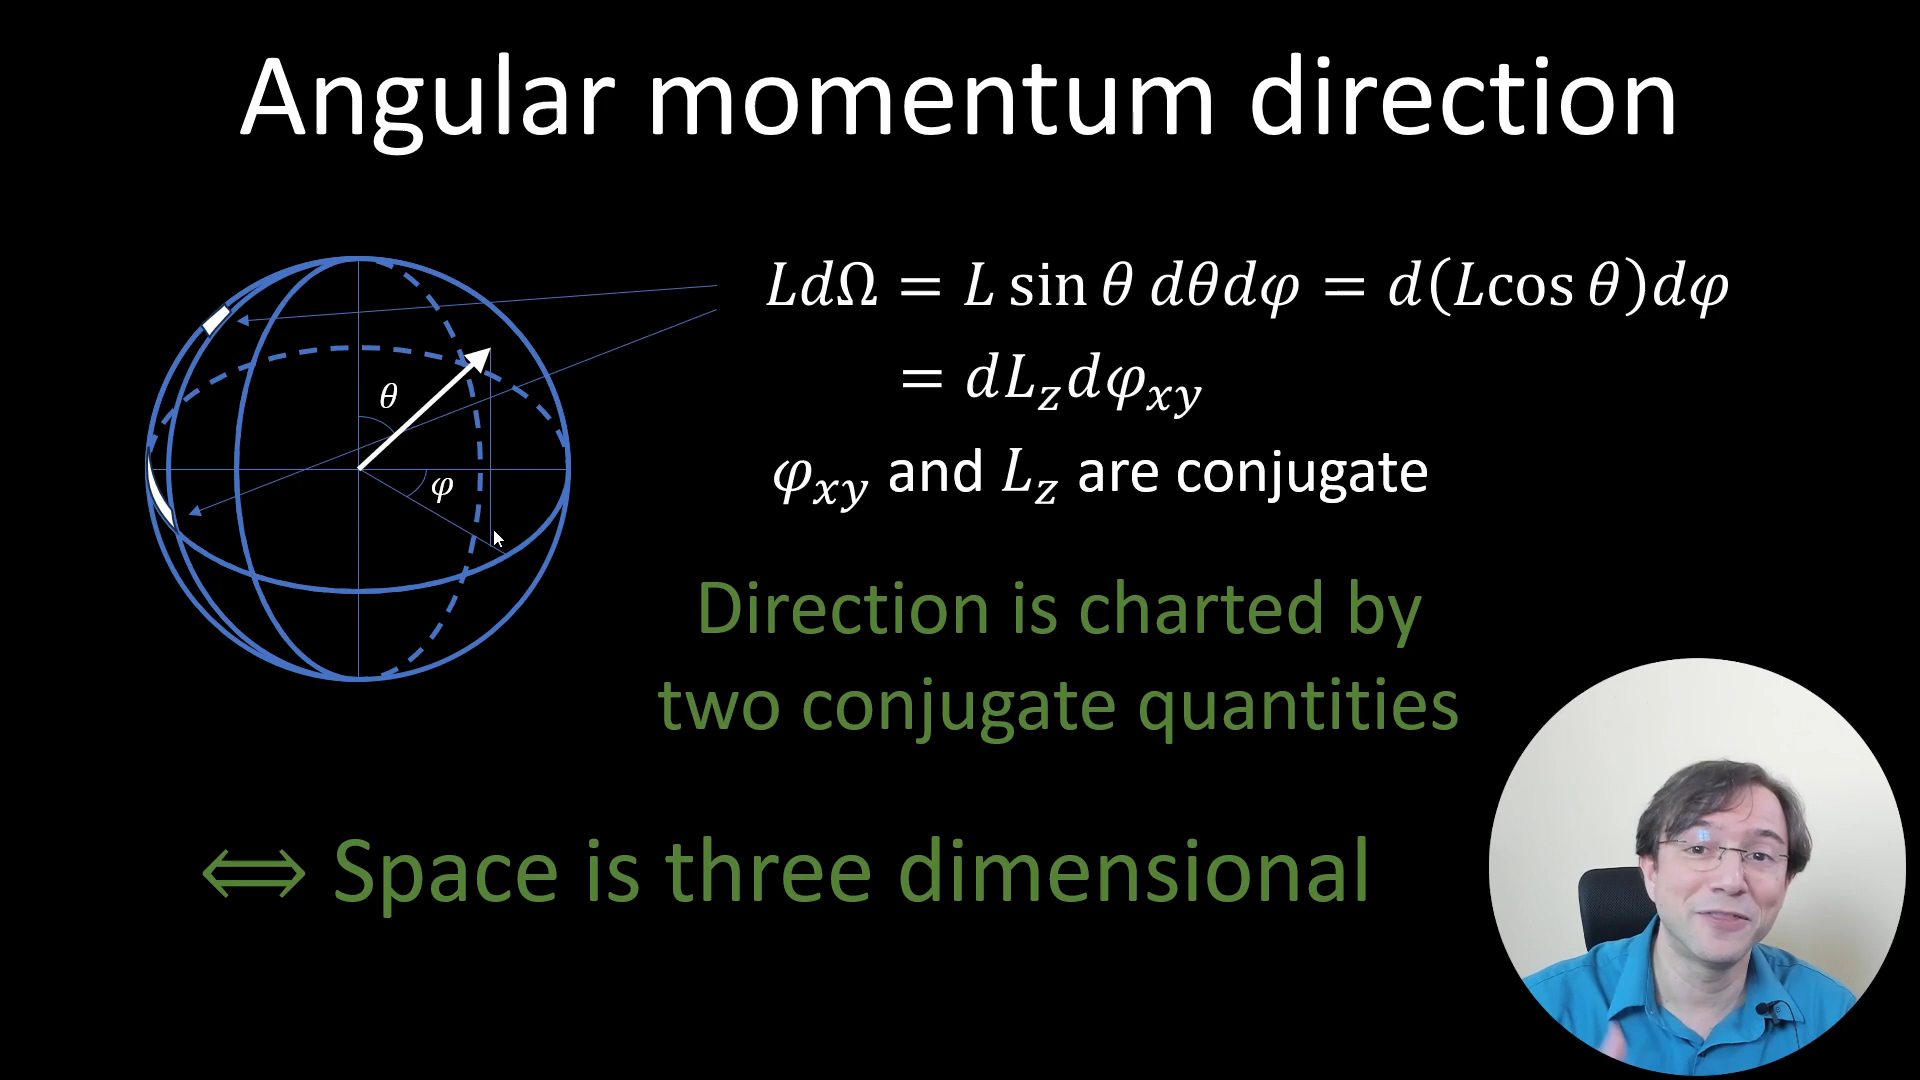 Angular momentum direction
LdΩ = L sin θ dθdφ = d(Lcos θ)dφ
= dL_z dφ_xy
θ
φ
φ_xy and L_z are conjugate
Direction is charted by
two conjugate quantities
⟺ Space is three dimensional